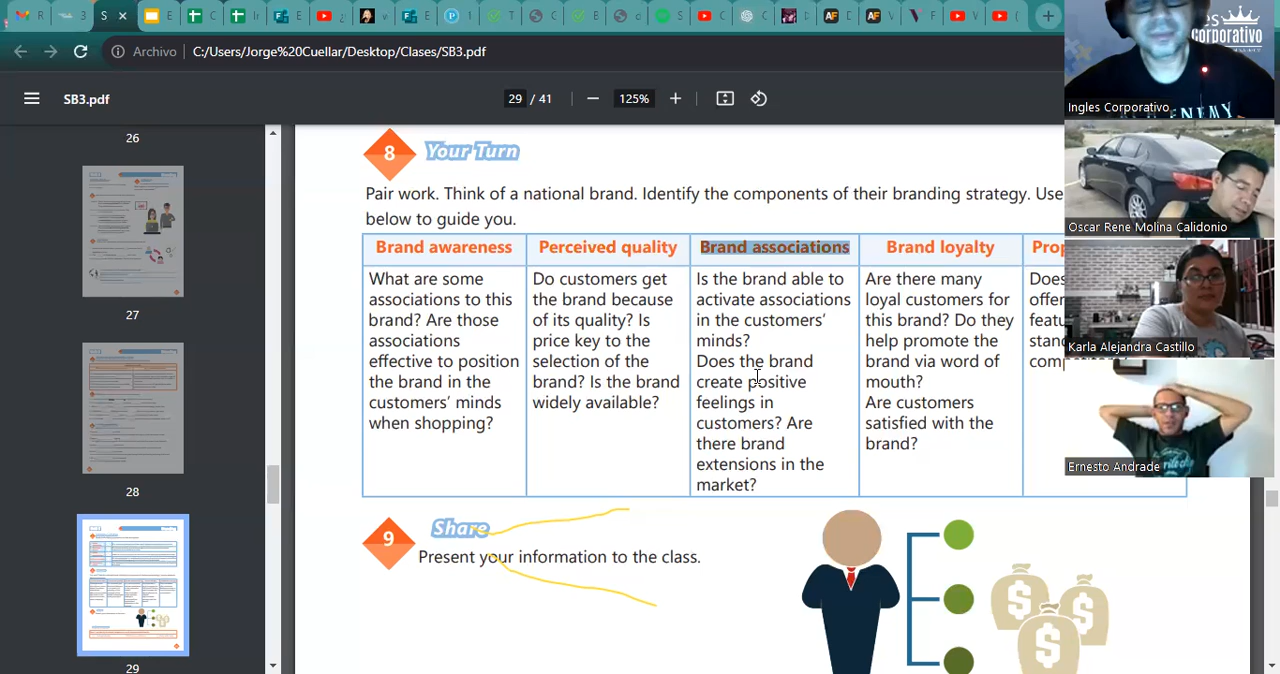 Archivo C:/Users/Jorge%20Cuellar/Desktop/Clases/SB3.pdf
SB3.pdf 29 / 41 125%
26
27
28
29
8 Your Turn
Pair work. Think of a national brand. Identify the components of their branding strategy. Use
below to guide you.
Brand awareness
What are some
associations to this
brand? Are those
associations
effective to position
the brand in the
customers' minds
when shopping?
Perceived quality
Do customers get
the brand because
of its quality? Is
price key to the
selection of the
brand? Is the brand
widely available?
Brand associations
Is the brand able to
activate associations
in the customers'
minds?
Does the brand
create positive
feelings in
customers? Are
there brand
extensions in the
market?
Brand loyalty
Are there many
loyal customers for
this brand? Do they
help promote the
brand via word of
mouth?
Are customers
satisfied with the
brand?
Prop
Does
offer
featu
stand
comp
9 Share
Present your information to the class.
$ $ $
corporativo
Ingles Corporativo
Oscar Rene Molina Calidonio
Karla Alejandra Castillo
Ernesto Andrade